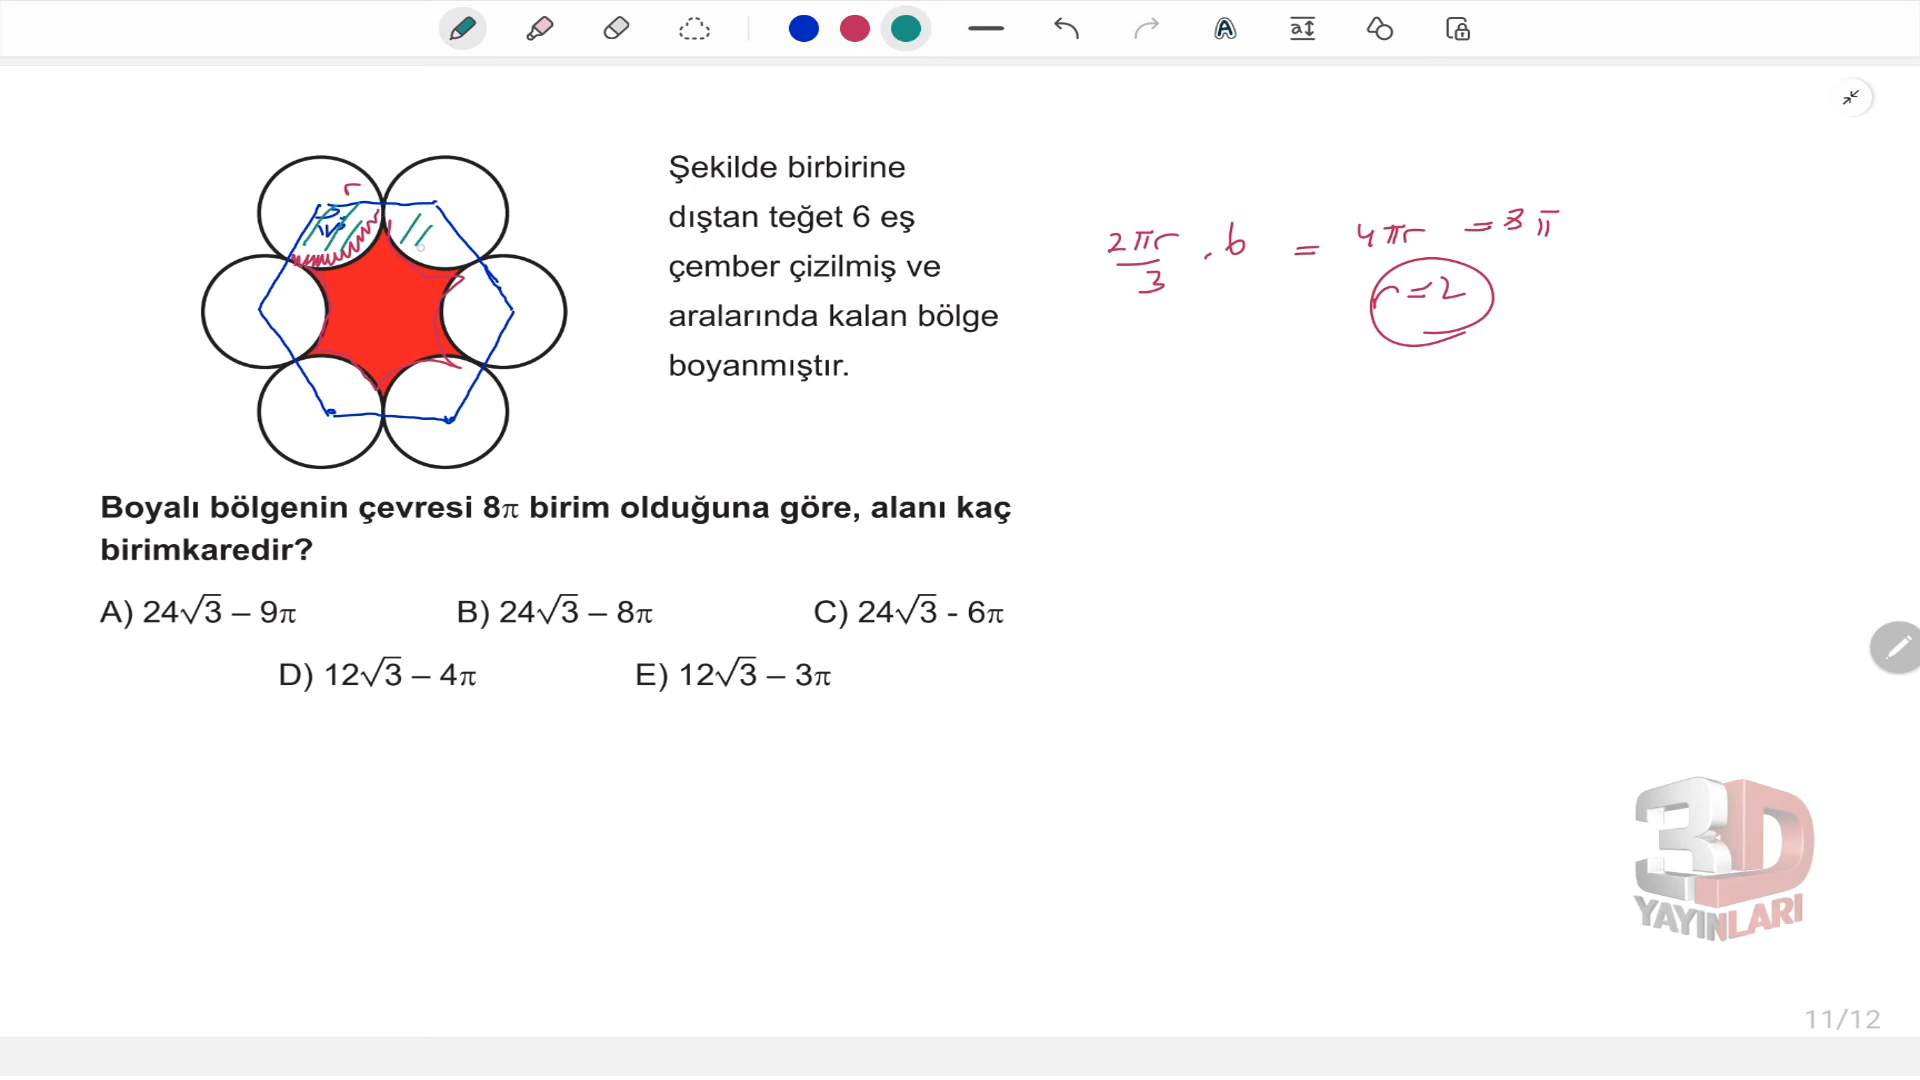 Şekilde birbirine
dıştan teğet 6 eş
çember çizilmiş ve
aralarında kalan bölge
boyanmıştır.
r
2πr/3 . 6 = 4πr = 8π
r = 2
Boyalı bölgenin çevresi 8π birim olduğuna göre, alanı kaç
birimkaredir?
A) 24√3 – 9π B) 24√3 – 8π C) 24√3 - 6π
D) 12√3 – 4π E) 12√3 – 3π
3D
YAYINLARI
11/12